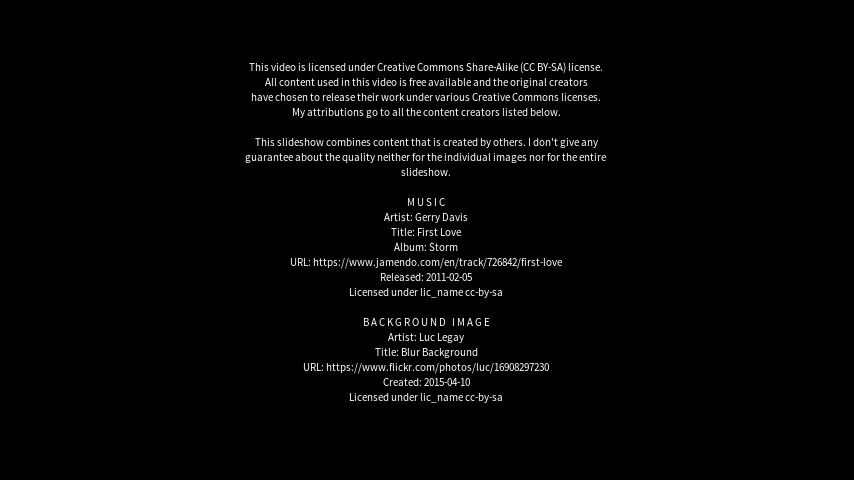 This video is licensed under Creative Commons Share-Alike (CC BY-SA) license.
All content used in this video is free available and the original creators
have chosen to release their work under various Creative Commons licenses.
My attributions go to all the content creators listed below.
This slideshow combines content that is created by others. I don't give any
guarantee about the quality neither for the individual images nor for the entire
slideshow.
MUSIC
Artist: Gerry Davis
Title: First Love
Album: Storm
URL: https://www.jamendo.com/en/track/726842/first-love
Released: 2011-02-05
Licensed under lic_name cc-by-sa
BACKGROUND IMAGE
Artist: Luc Legay
Title: Blur Background
URL: https://www.flickr.com/photos/luc/16908297230
Created: 2015-04-10
Licensed under lic_name cc-by-sa